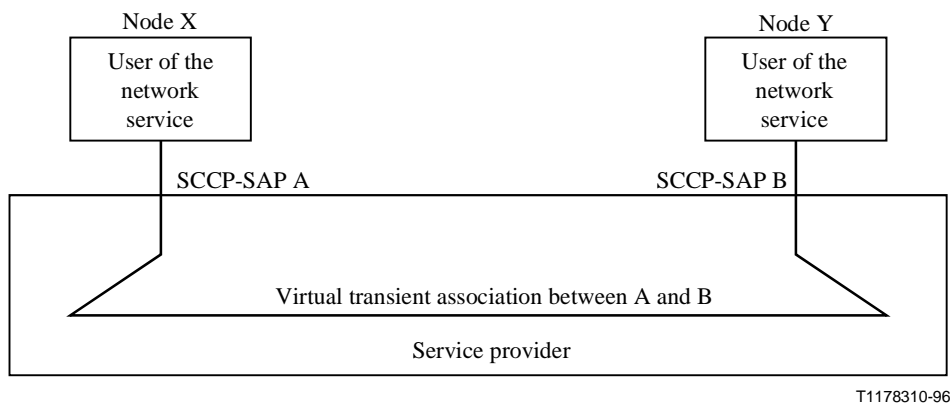 Node X
Node Y
User of the
network
service
User of the
network
service
SCCP-SAP A
SCCP-SAP B
Virtual transient association between A and B
Service provider
T1178310-96